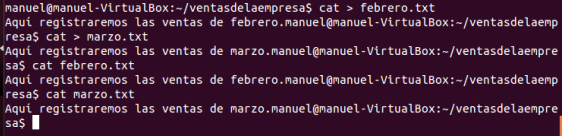 manuel@manuel-VirtualBox:~/ventasdelaempresa$ cat > febrero.txt
Aqui registraremos las ventas de febrero.manuel@manuel-VirtualBox:~/ventasdelaemp
resa$ cat > marzo.txt
Aquí registraremos las ventas de marzo.manuel@manuel-VirtualBox:~/ventasdelaempre
sa$ cat febrero.txt
Aqui registraremos las ventas de febrero.manuel@manuel-VirtualBox:~/ventasdelaemp
resa$ cat marzo.txt
Aquí registraremos las ventas de marzo.manuel@manuel-VirtualBox:~/ventasdelaempre
sa$